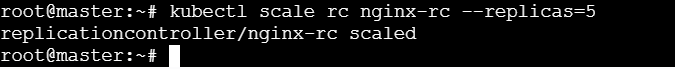 root@master:~# kubectl scale rc nginx-rc --replicas=5
replicationcontroller/nginx-rc scaled
root@master:~#